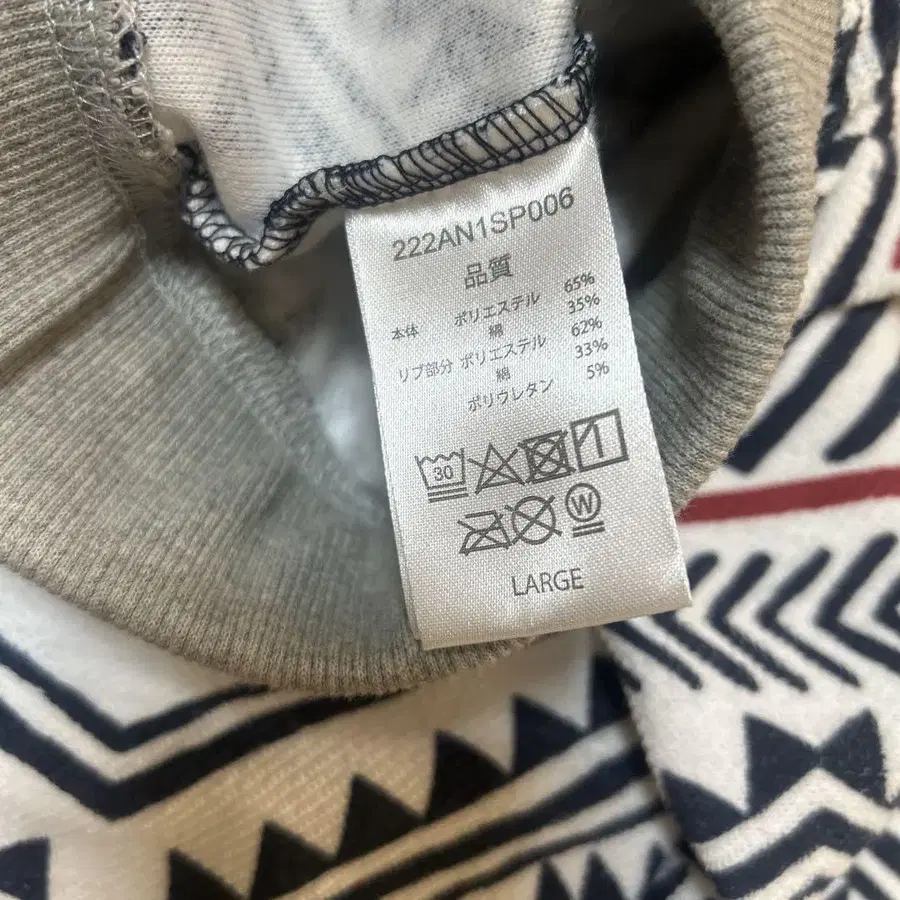 222AN1SP006
品質
本体 ポリエステル 65%
綿 35%
リブ部分 ポリエステル 62%
綿 33%
ポリウレタン 5%
30
W
LARGE